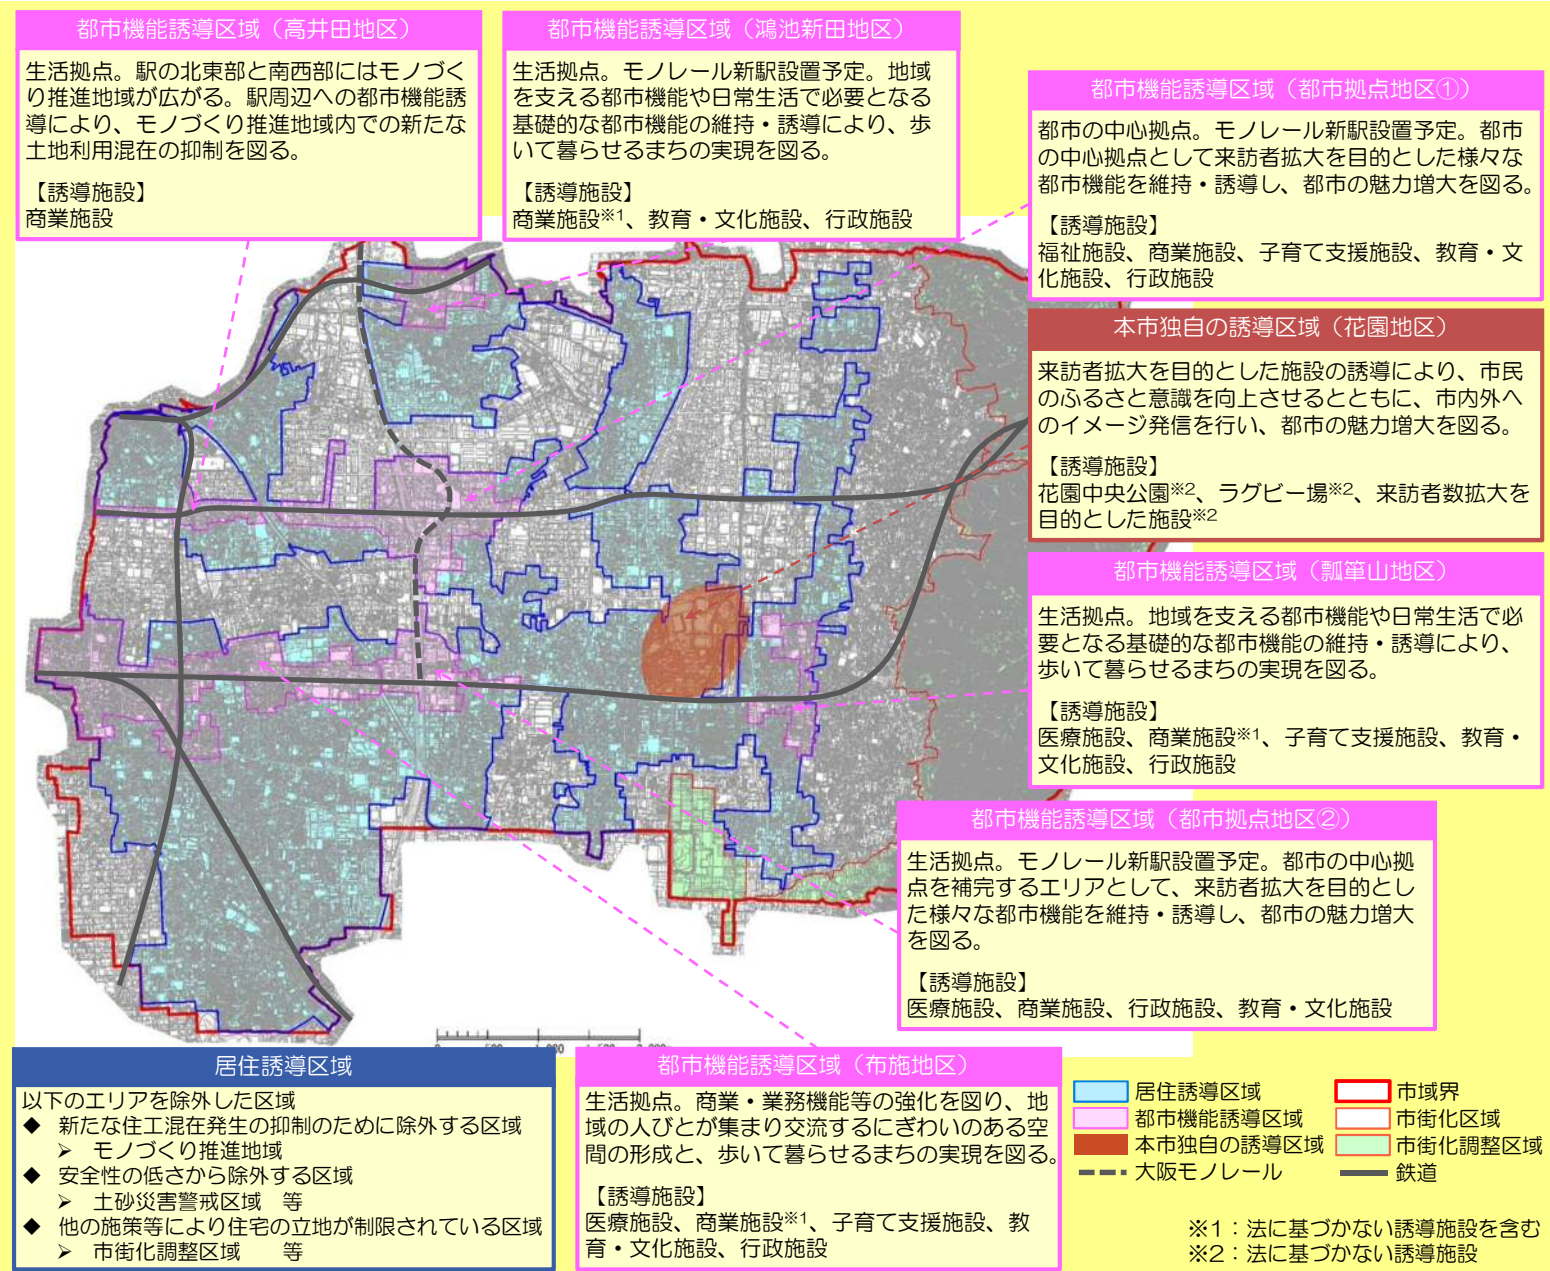 都市機能誘導区域（高井田地区）
生活拠点。駅の北東部と南西部にはモノづく
り推進地域が広がる。駅周辺への都市機能誘
導により、モノづくり推進地域内での新たな
土地利用混在の抑制を図る。
【誘導施設】
商業施設
都市機能誘導区域（鴻池新田地区）
生活拠点。モノレール新駅設置予定。地域
を支える都市機能や日常生活で必要となる
基礎的な都市機能の維持・誘導により、歩
いて暮らせるまちの実現を図る。
【誘導施設】
商業施設※1、教育・文化施設、行政施設
都市機能誘導区域（都市拠点地区①）
都市の中心拠点。モノレール新駅設置予定。都市
の中心拠点として来訪者拡大を目的とした様々な
都市機能を維持・誘導し、都市の魅力増大を図る。
【誘導施設】
福祉施設、商業施設、子育て支援施設、教育・文
化施設、行政施設
本市独自の誘導区域（花園地区）
来訪者拡大を目的とした施設の誘導により、市民
のふるさと意識を向上させるとともに、市内外へ
のイメージ発信を行い、都市の魅力増大を図る。
【誘導施設】
花園中央公園※2、ラグビー場※2、来訪者数拡大を
目的とした施設※2
都市機能誘導区域（瓢箪山地区）
生活拠点。地域を支える都市機能や日常生活で必
要となる基礎的な都市機能の維持・誘導により、
歩いて暮らせるまちの実現を図る。
【誘導施設】
医療施設、商業施設※1、子育て支援施設、教育・
文化施設、行政施設
都市機能誘導区域（都市拠点地区②）
生活拠点。モノレール新駅設置予定。都市の中心拠
点を補完するエリアとして、来訪者拡大を目的とし
た様々な都市機能を維持・誘導し、都市の魅力増大
を図る。
【誘導施設】
医療施設、商業施設、行政施設、教育・文化施設
居住誘導区域
以下のエリアを除外した区域
◆ 新たな住工混在発生の抑制のために除外する区域
➢ モノづくり推進地域
◆ 安全性の低さから除外する区域
➢ 土砂災害警戒区域　等
◆ 他の施策等により住宅の立地が制限されている区域
➢ 市街化調整区域　　等
都市機能誘導区域（布施地区）
生活拠点。商業・業務機能等の強化を図り、地
域の人びとが集まり交流するにぎわいのある空
間の形成と、歩いて暮らせるまちの実現を図る。
【誘導施設】
医療施設、商業施設※1、子育て支援施設、教
育・文化施設、行政施設
居住誘導区域
都市機能誘導区域
本市独自の誘導区域
大阪モノレール
市域界
市街化区域
市街化調整区域
鉄道
※1：法に基づかない誘導施設を含む
※2：法に基づかない誘導施設